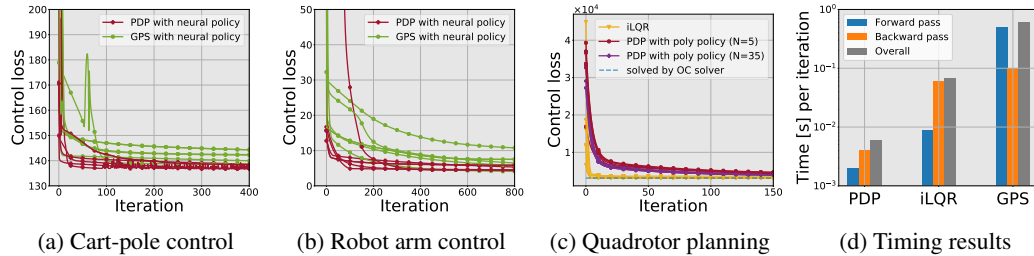 200
190
180
170
160
150
140
130
Control loss
PDP with neural policy
GPS with neural policy
0 100 200 300 400
Iteration
(a) Cart-pole control
50
40
30
20
10
0
Control loss
PDP with neural policy
GPS with neural policy
0 200 400 600 800
Iteration
(b) Robot arm control
×10⁴
5
4
3
2
1
Control loss
iLQR
PDP with poly policy (N=5)
PDP with poly policy (N=35)
solved by OC solver
0 50 100 150
Iteration
(c) Quadrotor planning
10⁰
10⁻¹
10⁻²
10⁻³
Time [s] per iteration
Forward pass
Backward pass
Overall
PDP iLQR GPS
(d) Timing results